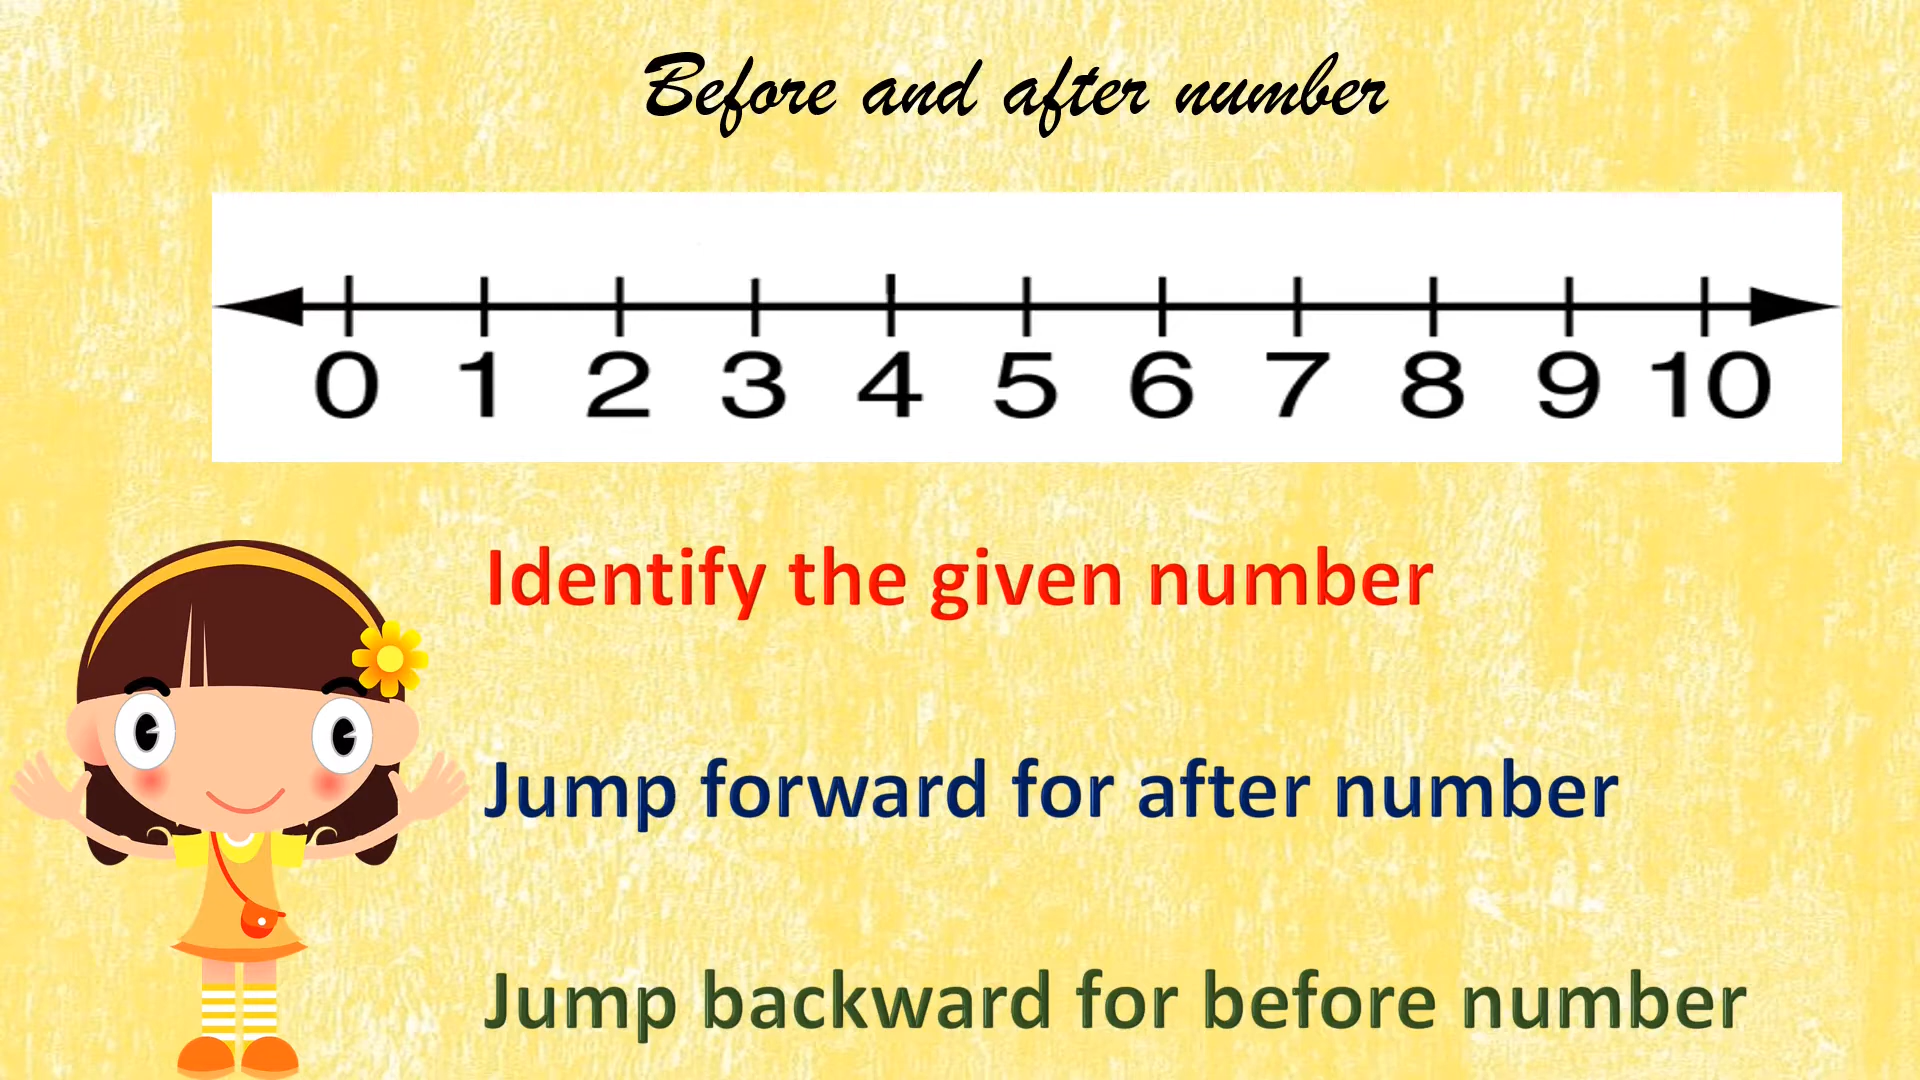 Before and after number
0 1 2 3 4 5 6 7 8 9 10
Identify the given number
Jump forward for after number
Jump backward for before number